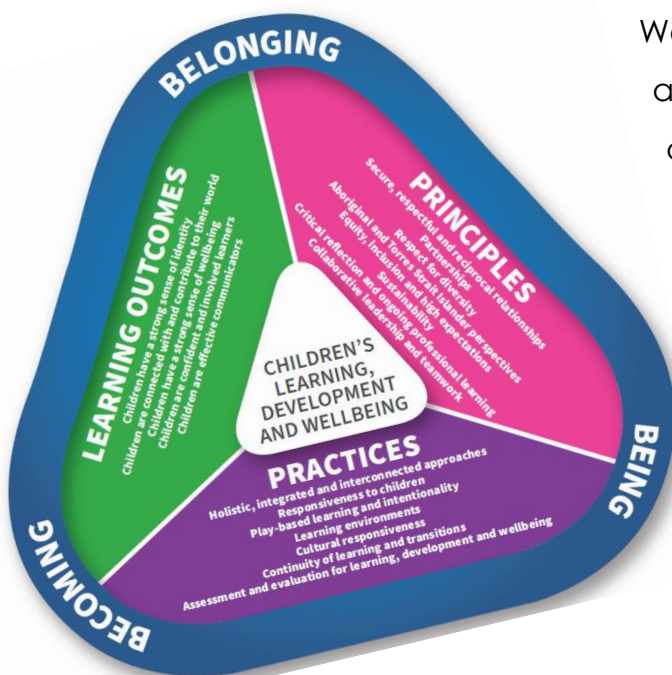 BELONGING
LEARNING OUTCOMES
Children have a strong sense of identity
Children are connected with and contribute to their world
Children have a strong sense of wellbeing
Children are confident and involved learners
Children are effective communicators
PRINCIPLES
Secure, respectful and reciprocal relationships
Partnerships
Respect for diversity
Aboriginal and Torres Strait Islander perspectives
Equity, inclusion and high expectations
Sustainability
Critical reflection and ongoing professional learning
Collaborative leadership and teamwork
CHILDREN'S
LEARNING,
DEVELOPMENT
AND WELLBEING
PRACTICES
Holistic, integrated and interconnected approaches
Responsiveness to children
Play-based learning and intentionality
Learning environments
Cultural responsiveness
Continuity of learning and transitions
Assessment and evaluation for learning, development and wellbeing
BEING
BECOMING